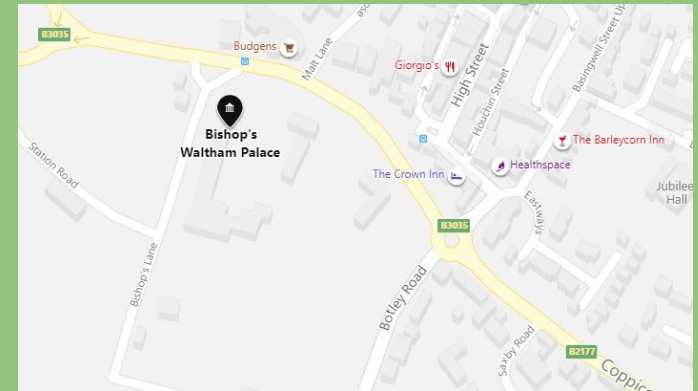 B3035
Budgens
Malt Lane
Giorgio's
High Street
Houchin Street
Basingwell Street
Bishop's
Waltham Palace
The Barleycorn Inn
Healthspace
The Crown Inn
Station Road
Jubilee
Hall
Eastways
B3035
Bishop's Lane
Botley Road
Saxby Road
B2177